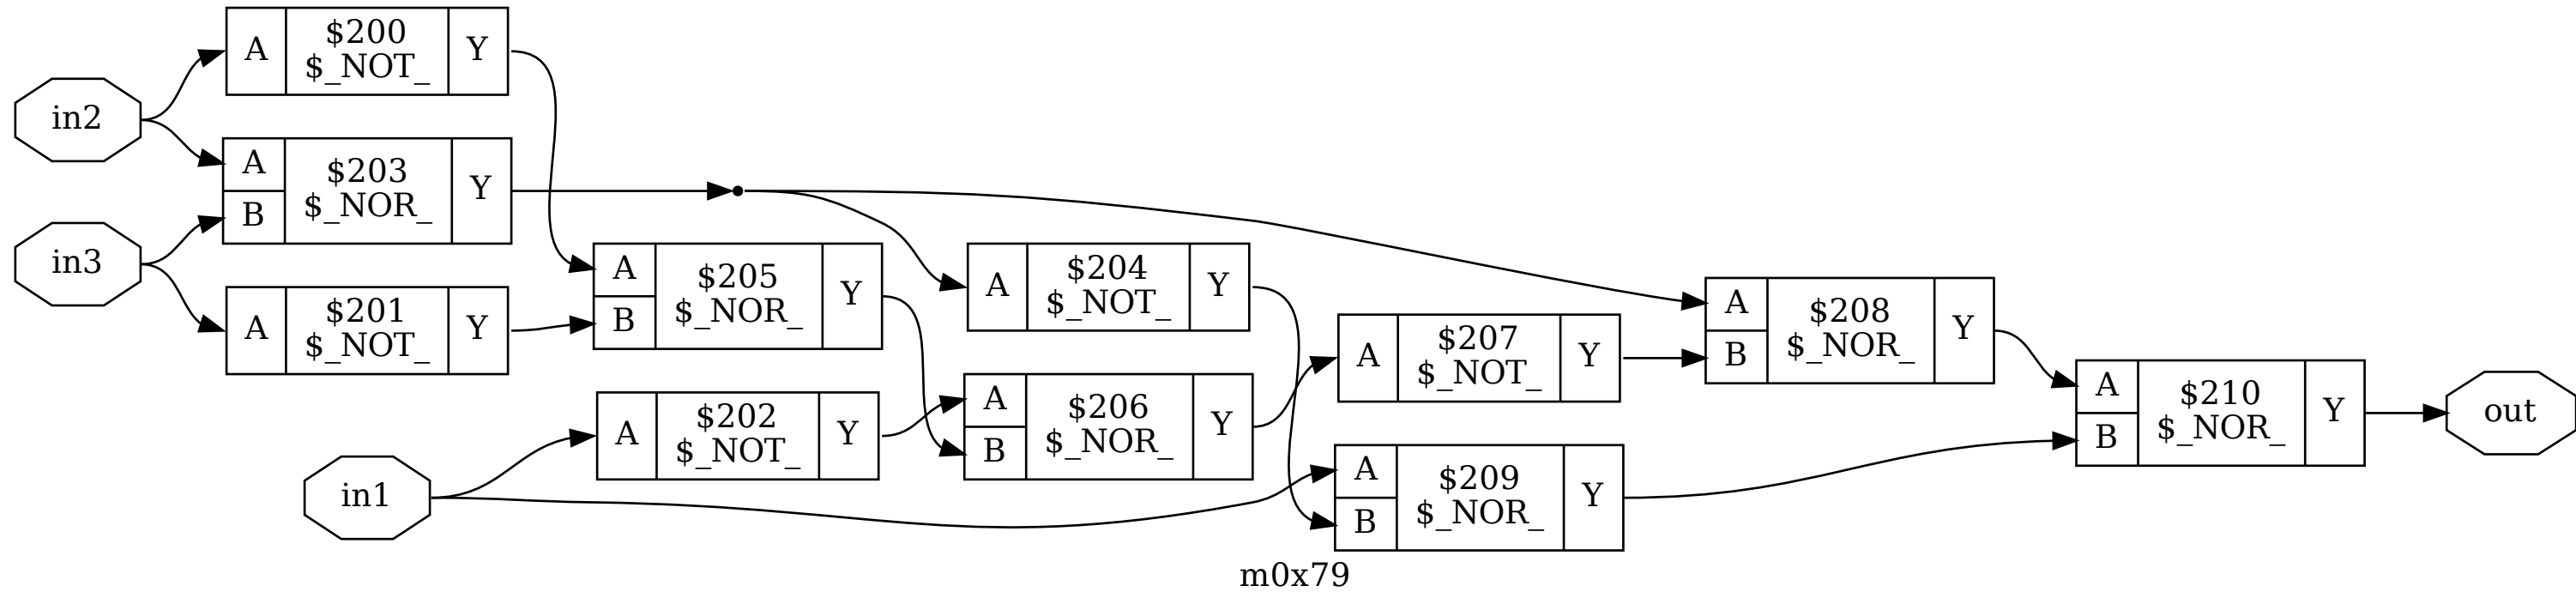 in2
in3
in1
A
$200
$_NOT_
Y
A
B
$203
$_NOR_
Y
A
$201
$_NOT_
Y
A
B
$205
$_NOR_
Y
A
$202
$_NOT_
Y
A
$204
$_NOT_
Y
A
B
$206
$_NOR_
Y
A
$207
$_NOT_
Y
A
B
$209
$_NOR_
Y
A
B
$208
$_NOR_
Y
A
B
$210
$_NOR_
Y
out
m0x79